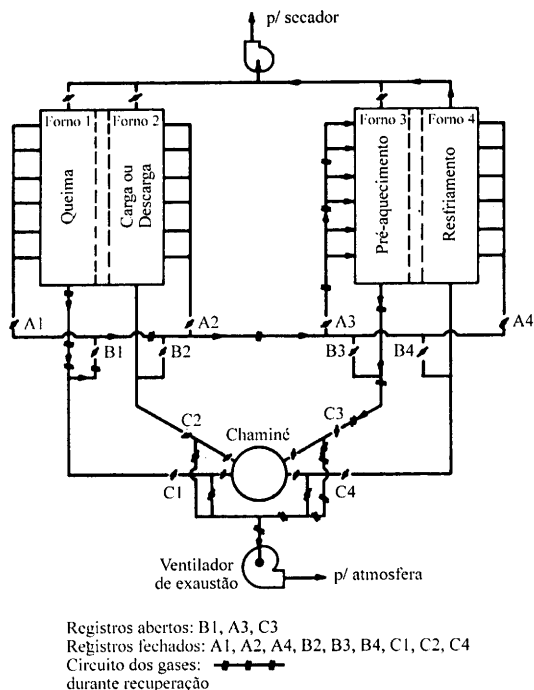 p/ secador
Forno 1
Forno 2
Forno 3
Forno 4
Queima
Carga ou
Descarga
Pré-aquecimento
Resfriamento
A1
A2
A3
A4
B1
B2
B3
B4
C2
Chaminé
C3
C1
C4
Ventilador
de exaustão
p/ atmosfera
Registros abertos: B1, A3, C3
Registros fechados: A1, A2, A4, B2, B3, B4, C1, C2, C4
Circuito dos gases:
durante recuperação